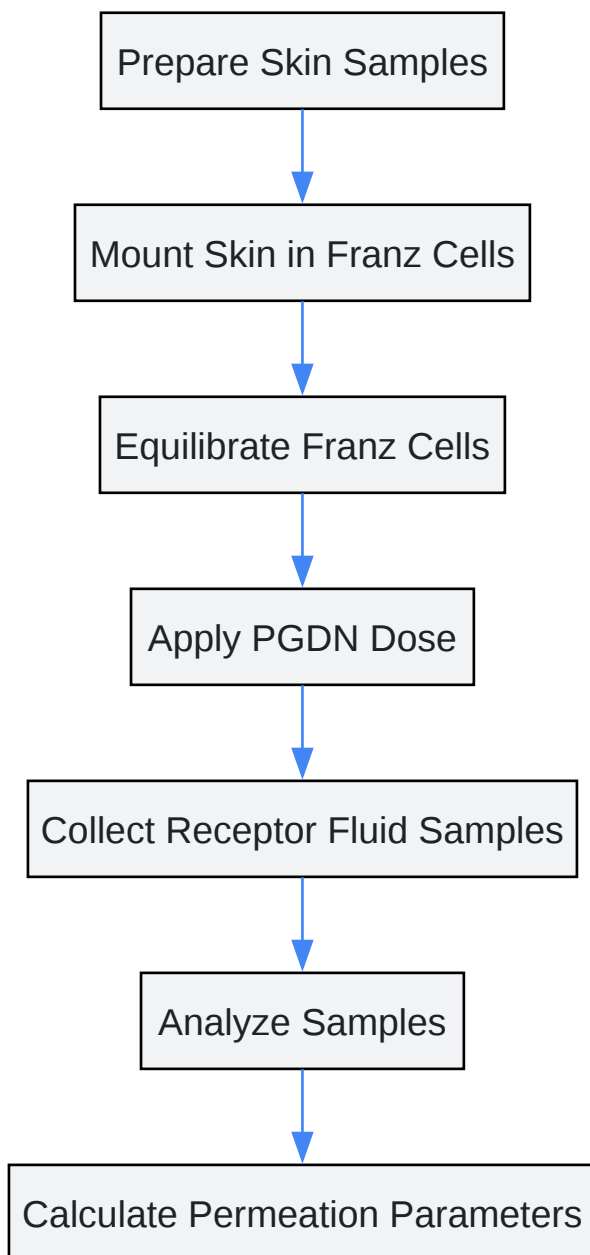 Prepare Skin Samples
Mount Skin in Franz Cells
Equilibrate Franz Cells
Apply PGDN Dose
Collect Receptor Fluid Samples
Analyze Samples
Calculate Permeation Parameters